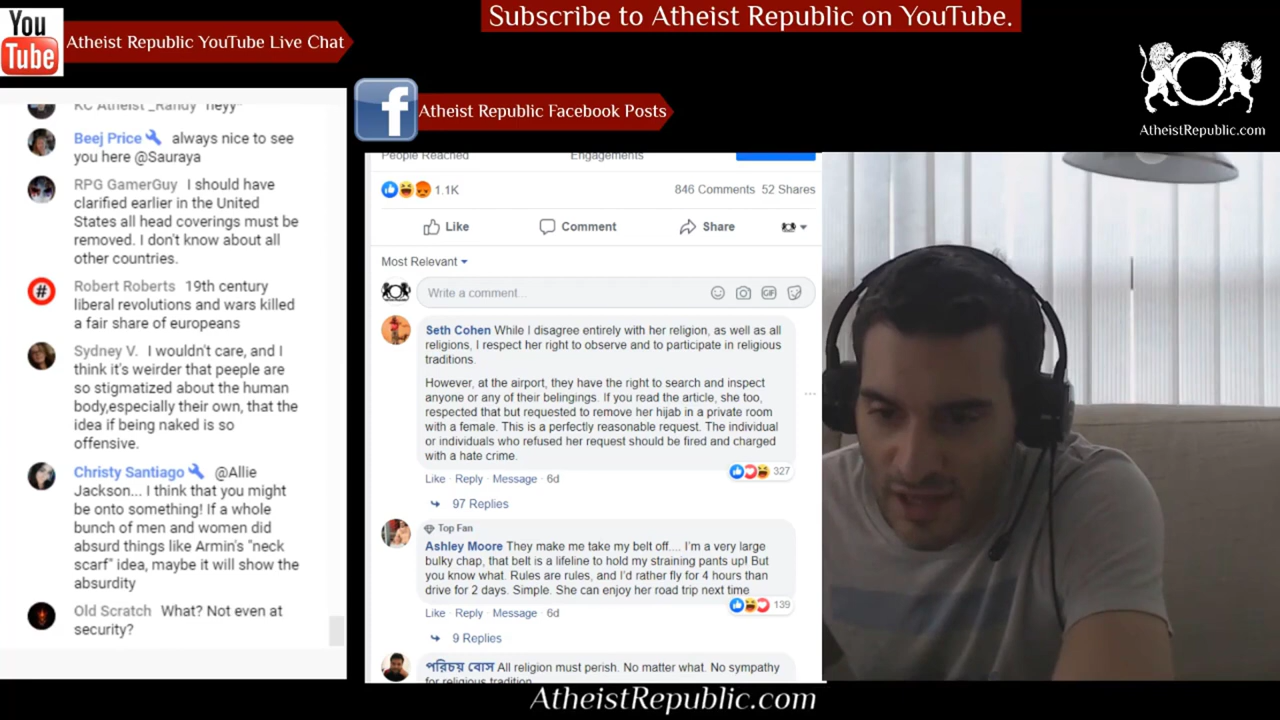 Subscribe to Atheist Republic on YouTube.
You
Tube
Atheist Republic YouTube Live Chat
AtheistRepublic.com
Atheist Republic Facebook Posts
KC Atheist _Randy heyy
Beej Price always nice to see
you here @Sauraya
RPG GamerGuy I should have
clarified earlier in the United
States all head coverings must be
removed. I don't know about all
other countries.
Robert Roberts 19th century
liberal revolutions and wars killed
a fair share of europeans
Sydney V. I wouldn't care, and I
think it's weirder that peeple are
so stigmatized about the human
body,especially their own, that the
idea if being naked is so
offensive.
Christy Santiago @Allie
Jackson... I think that you might
be onto something! If a whole
bunch of men and women did
absurd things like Armin's "neck
scarf" idea, maybe it will show the
absurdity
Old Scratch What? Not even at
security?
People Reached Engagements
1.1K 846 Comments 52 Shares
Like Comment Share
Most Relevant
Write a comment...
GIF
Seth Cohen While I disagree entirely with her religion, as well as all
religions, I respect her right to observe and to participate in religious
traditions.
However, at the airport, they have the right to search and inspect
anyone or any of their belingings. If you read the article, she too,
respected that but requested to remove her hijab in a private room
with a female. This is a perfectly reasonable request. The individual
or individuals who refused her request should be fired and charged
with a hate crime.
327
Like · Reply · Message · 6d
97 Replies
Top Fan
Ashley Moore They make me take my belt off.... I'm a very large
bulky chap, that belt is a lifeline to hold my straining pants up! But
you know what. Rules are rules, and I'd rather fly for 4 hours than
drive for 2 days. Simple. She can enjoy her road trip next time
139
Like · Reply · Message · 6d
9 Replies
পরিচয় বোস All religion must perish. No matter what. No sympathy
for religious tradition
AtheistRepublic.com